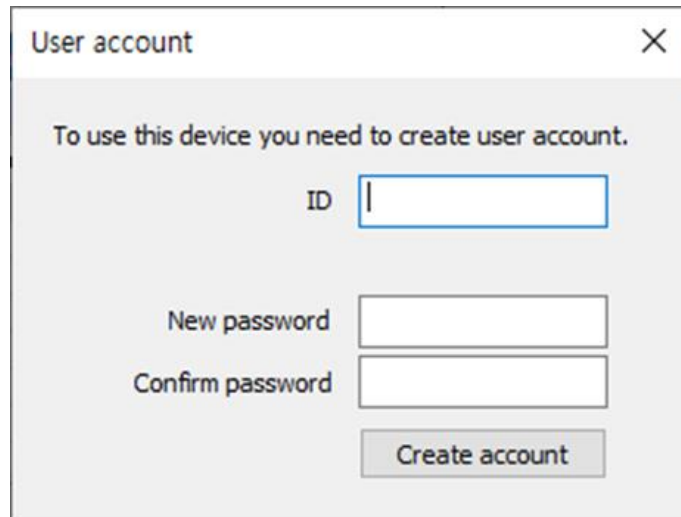 User account
To use this device you need to create user account.
ID
New password
Confirm password
Create account